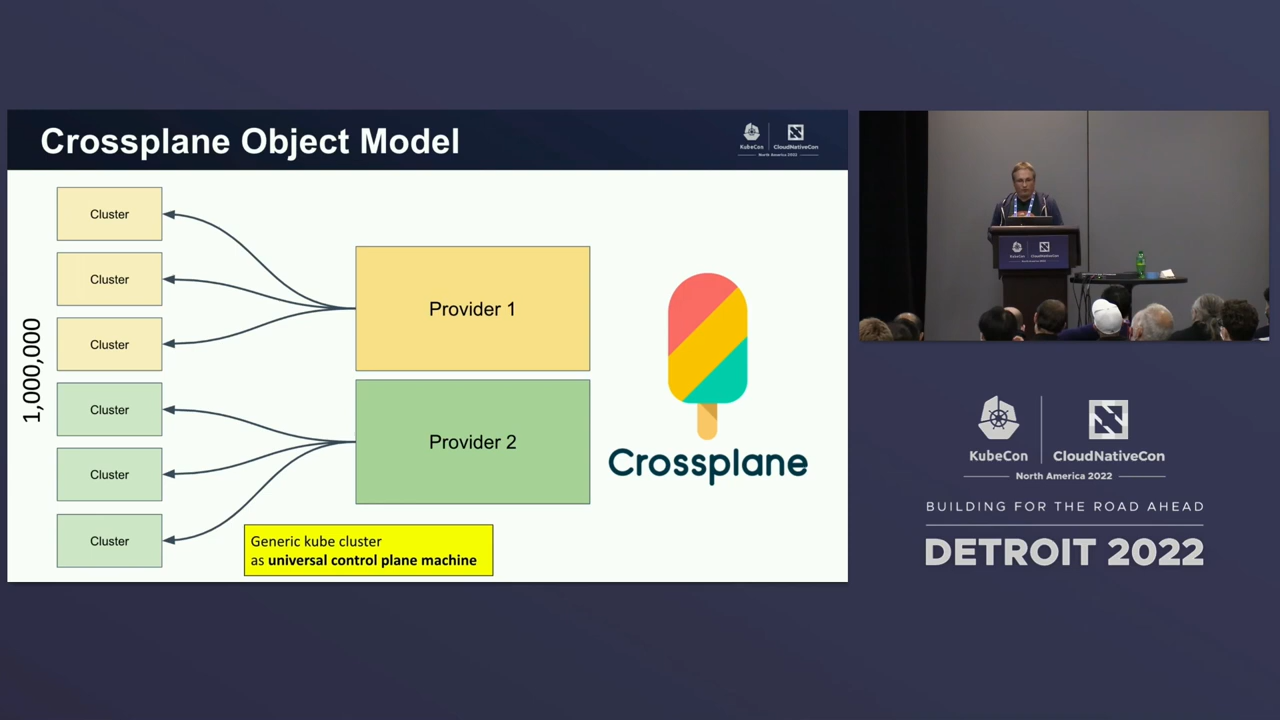 Crossplane Object Model
KubeCon
CloudNativeCon
North America 2022
Cluster
Cluster
Cluster
Cluster
Cluster
Cluster
1,000,000
Provider 1
Provider 2
Crossplane
Generic kube cluster
as universal control plane machine
KubeCon
CloudNativeCon
North America 2022
BUILDING FOR THE ROAD AHEAD
DETROIT 2022